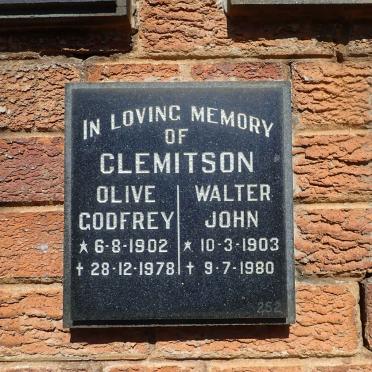 IN LOVING MEMORY
OF
CLEMITSON
OLIVE WALTER
GODFREY JOHN
★ 6-8-1902 ★ 10-3-1903
† 28-12-1978 † 9-7-1980
252